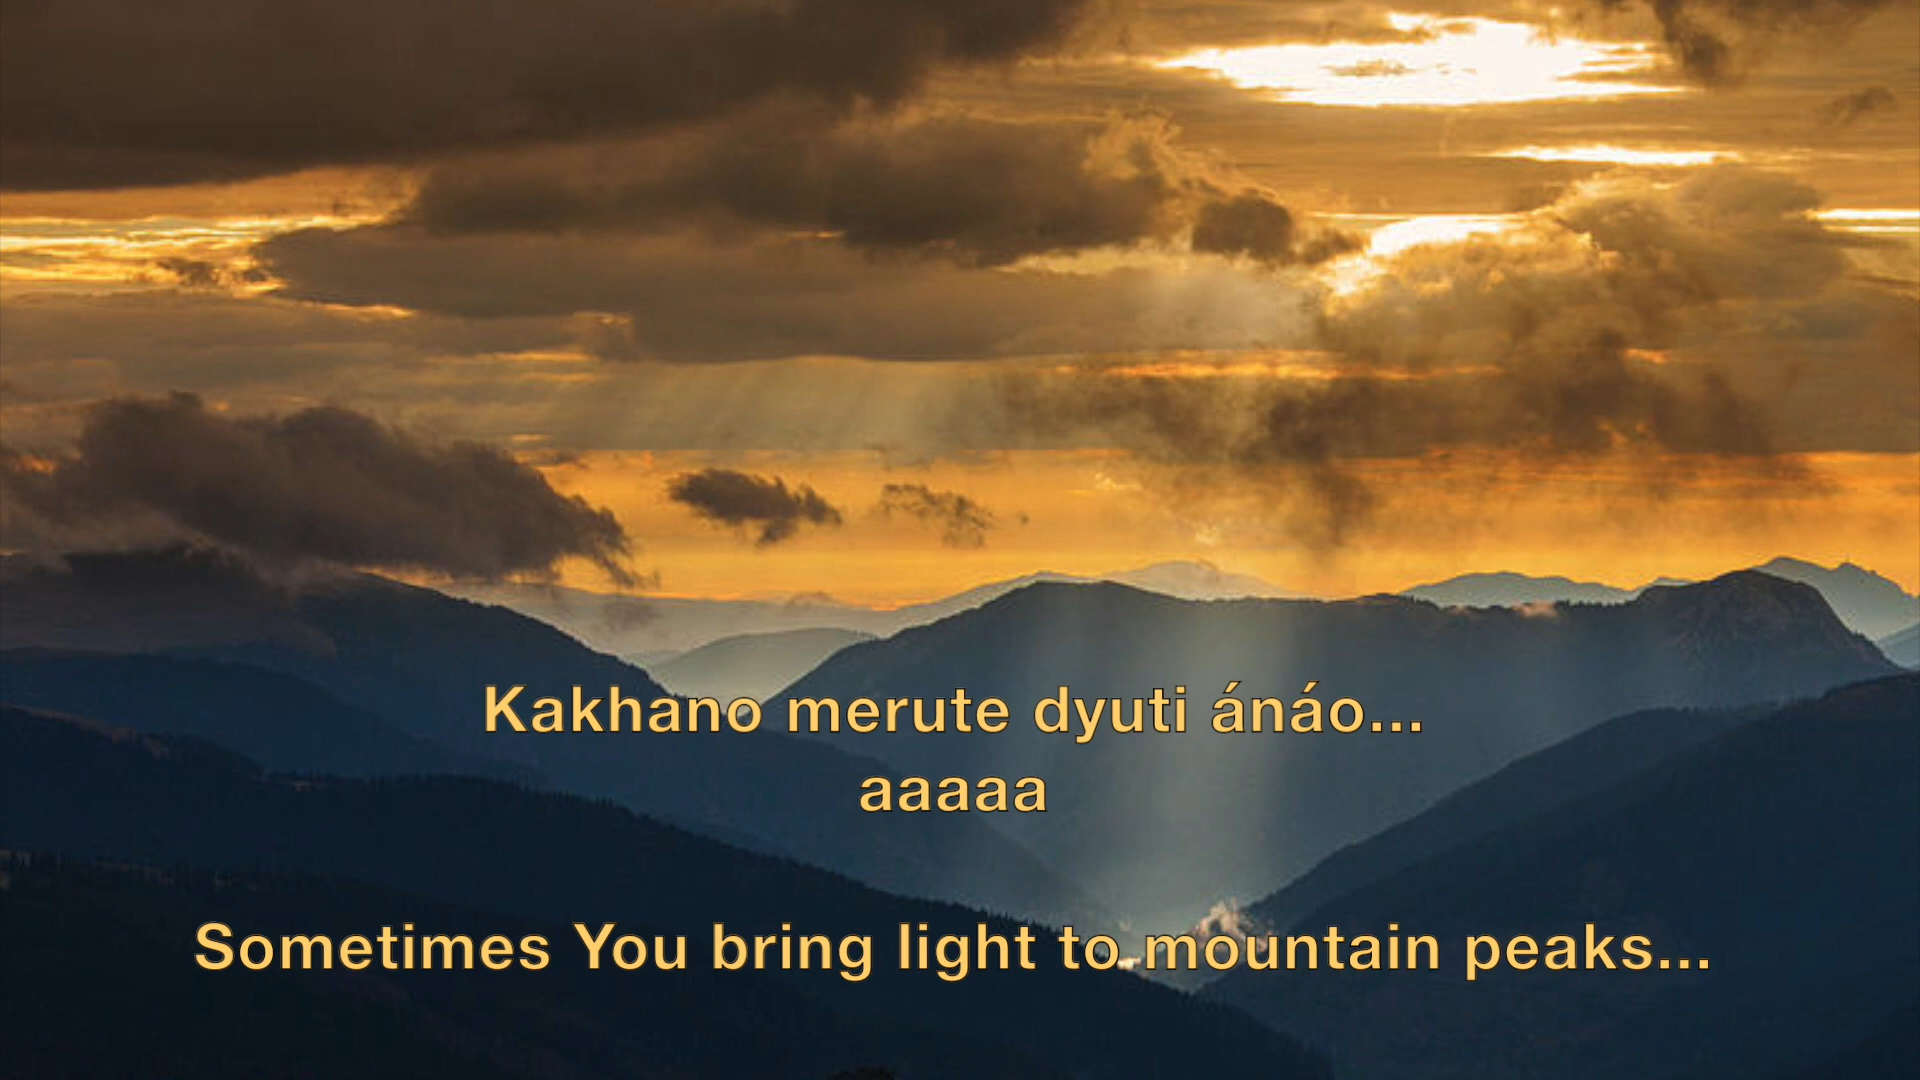 Kakhano merute dyuti ánáo...
aaaaa
Sometimes You bring light to mountain peaks...